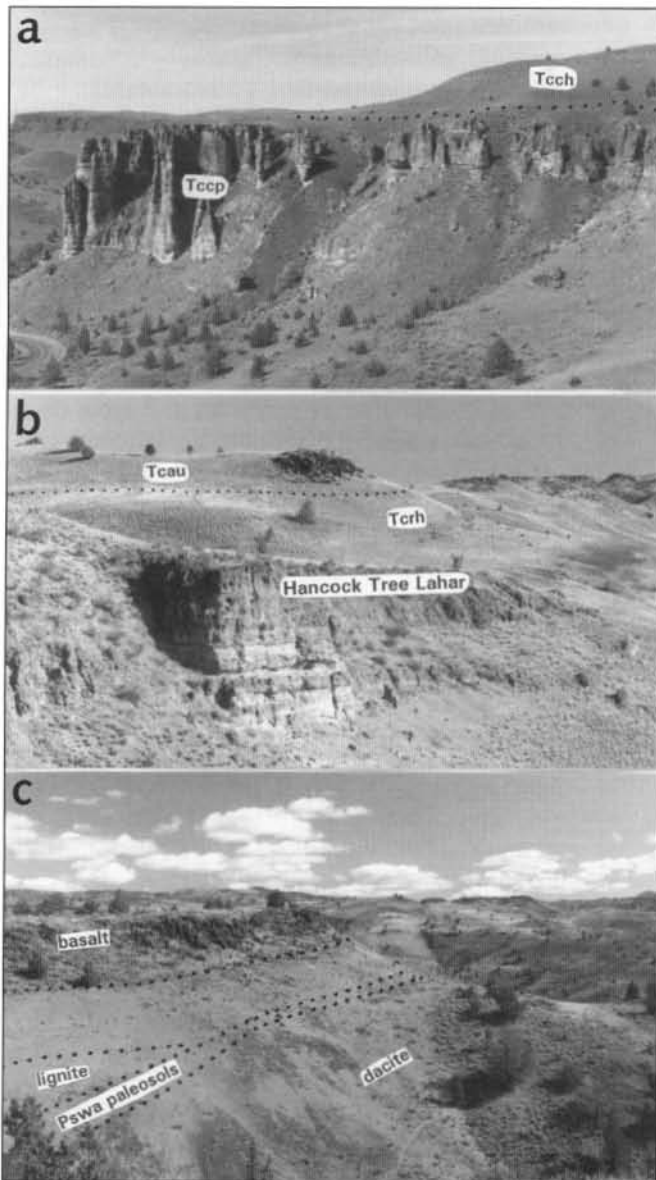 a
Tcch
Tccp
b
Tcau
Tcrh
Hancock Tree Lahar
c
basalt
lignite
Pswa paleosols
dacite